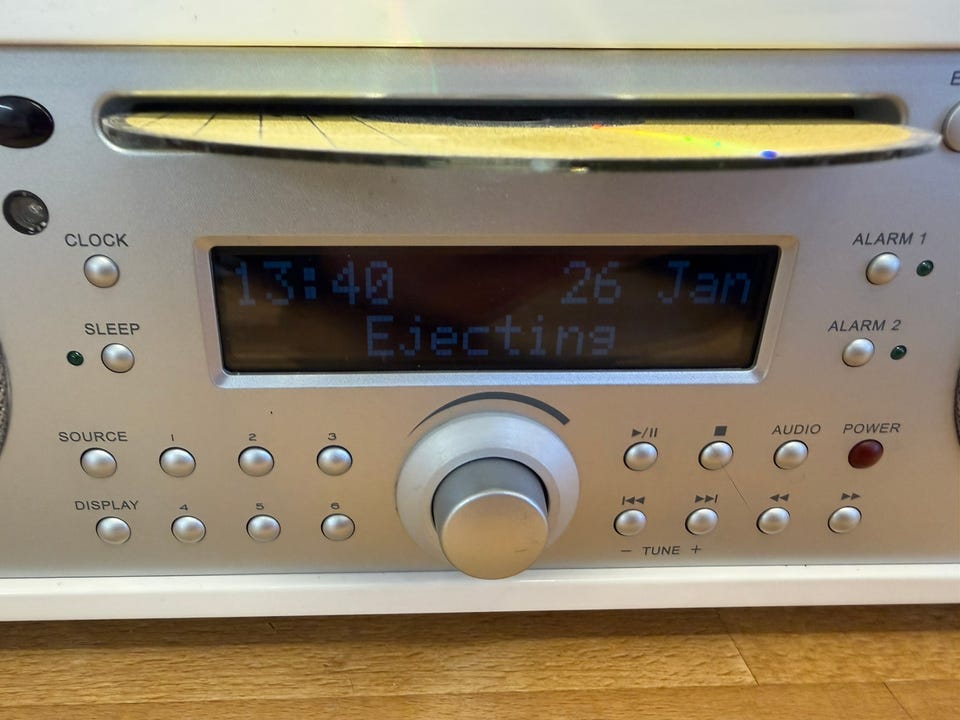 E
CLOCK
13:40 26 Jan
Ejecting
ALARM 1
SLEEP
ALARM 2
SOURCE 1 2 3
DISPLAY 4 5 6
AUDIO POWER
− TUNE +